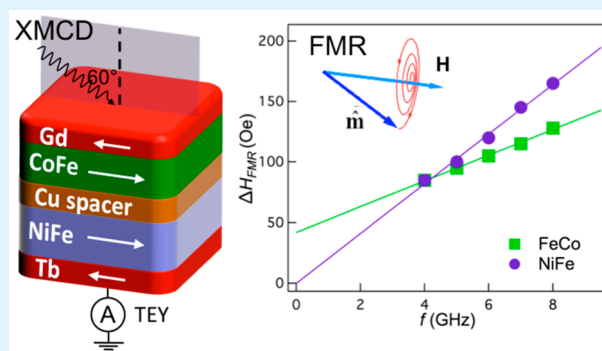 XMCD
60°
Gd
CoFe
Cu spacer
NiFe
Tb
A
TEY
FMR
H
m̂
200
150
100
50
0
ΔH_FMR (Oe)
0
2
4
6
8
f (GHz)
FeCo
NiFe